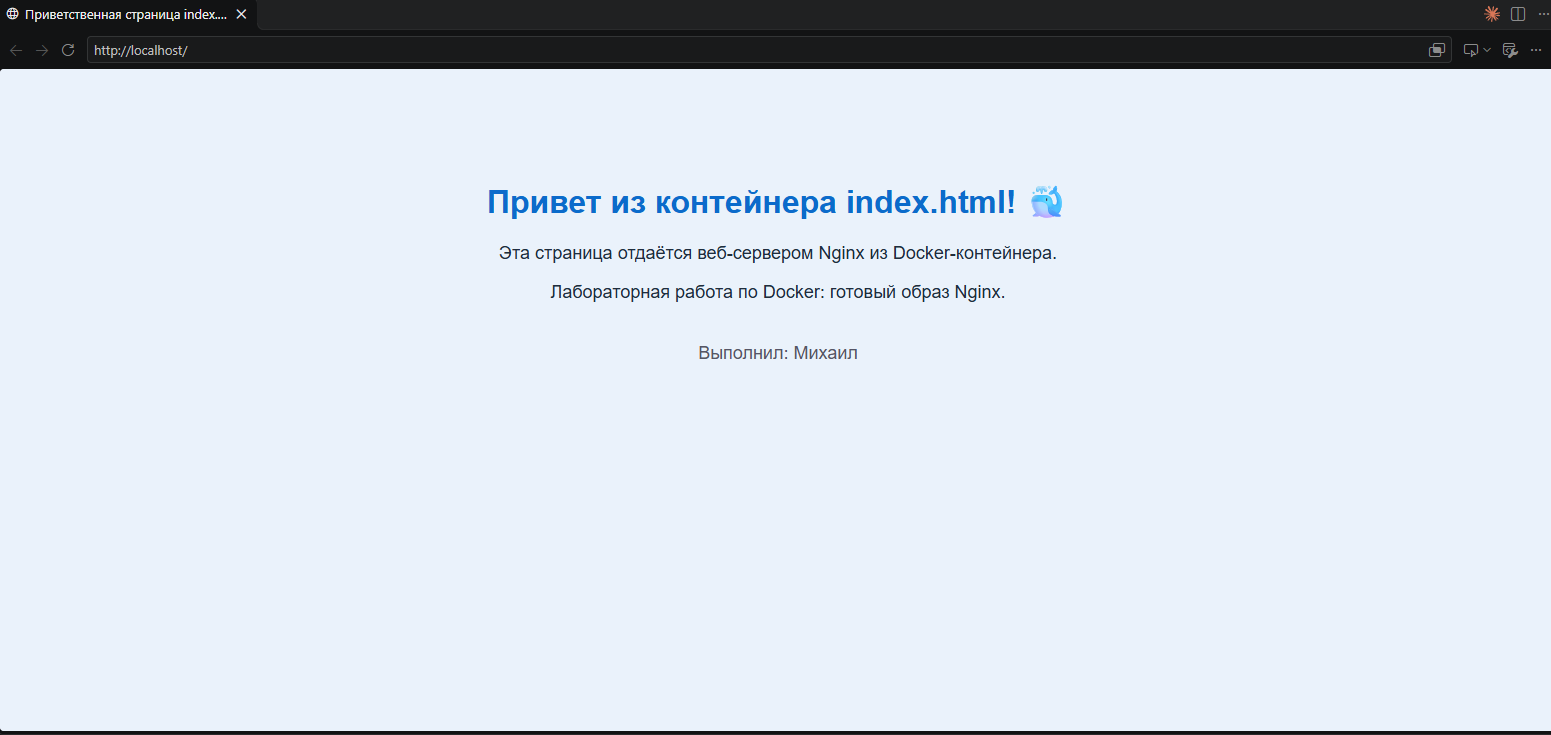 Приветственная страница index....
http://localhost/
Привет из контейнера index.html! 🐳
Эта страница отдаётся веб-сервером Nginx из Docker-контейнера.
Лабораторная работа по Docker: готовый образ Nginx.
Выполнил: Михаил